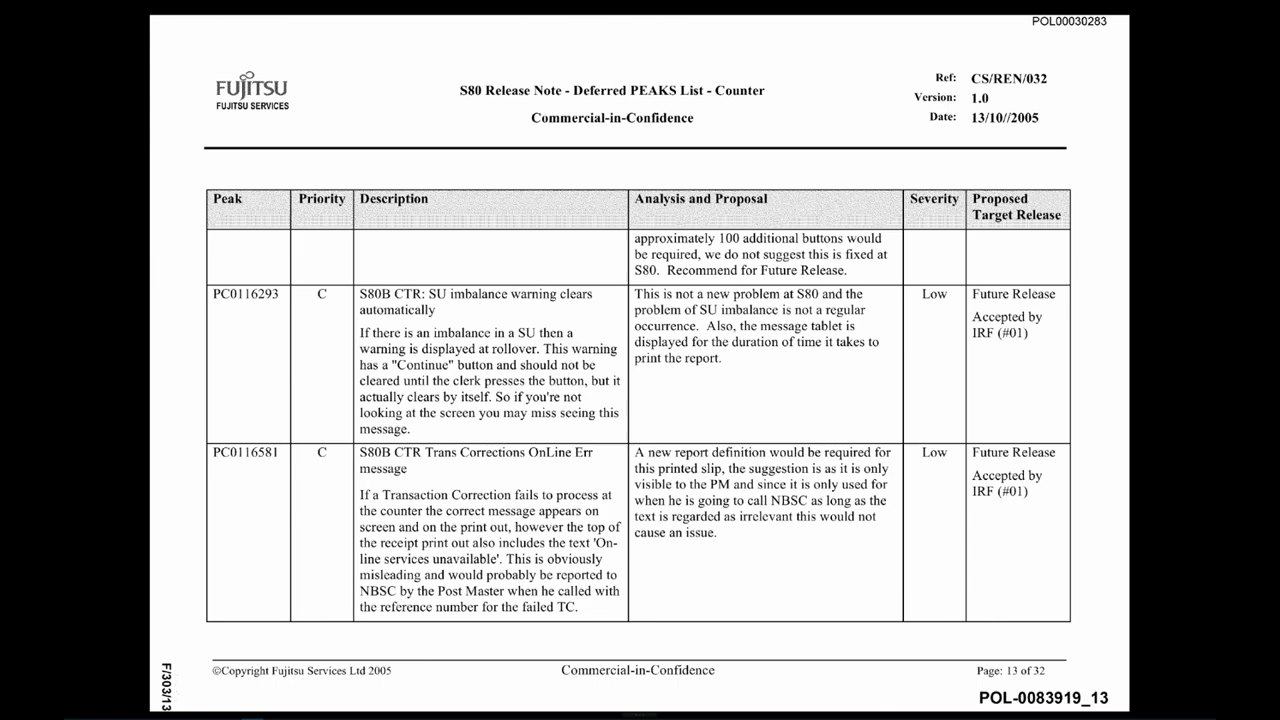 POL00030283
FUJITSU
FUJITSU SERVICES
S80 Release Note - Deferred PEAKS List - Counter
Commercial-in-Confidence
Ref: CS/REN/032
Version: 1.0
Date: 13/10//2005
Peak
Priority
Description
Analysis and Proposal
Severity
Proposed
Target Release
approximately 100 additional buttons would
be required, we do not suggest this is fixed at
S80. Recommend for Future Release.
PC0116293
C
S80B CTR: SU imbalance warning clears
automatically
If there is an imbalance in a SU then a
warning is displayed at rollover. This warning
has a "Continue" button and should not be
cleared until the clerk presses the button, but it
actually clears by itself. So if you're not
looking at the screen you may miss seeing this
message.
This is not a new problem at S80 and the
problem of SU imbalance is not a regular
occurrence. Also, the message tablet is
displayed for the duration of time it takes to
print the report.
Low
Future Release
Accepted by
IRF (#01)
PC0116581
C
S80B CTR Trans Corrections OnLine Err
message
If a Transaction Correction fails to process at
the counter the correct message appears on
screen and on the print out, however the top of
the receipt print out also includes the text 'On-
line services unavailable'. This is obviously
misleading and would probably be reported to
NBSC by the Post Master when he called with
the reference number for the failed TC.
A new report definition would be required for
this printed slip, the suggestion is as it is only
visible to the PM and since it is only used for
when he is going to call NBSC as long as the
text is regarded as irrelevant this would not
cause an issue.
Low
Future Release
Accepted by
IRF (#01)
©Copyright Fujitsu Services Ltd 2005
Commercial-in-Confidence
Page: 13 of 32
F/303/13
POL-0083919_13